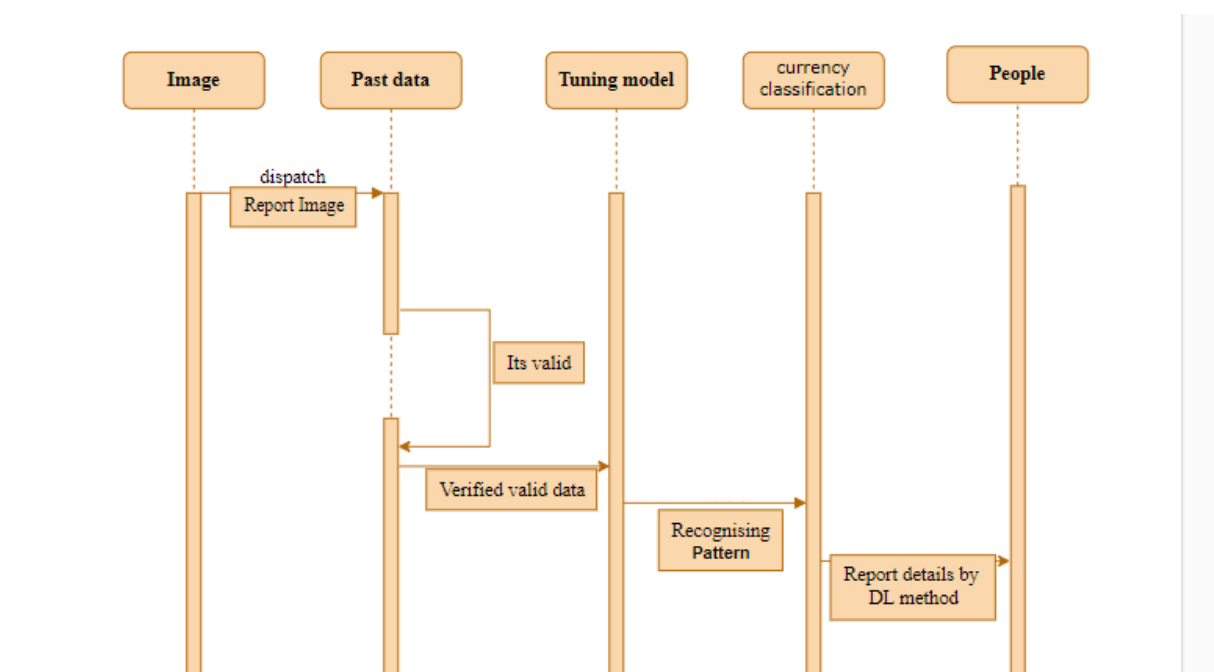 Image
Past data
Tuning model
currency
classification
People
dispatch
Report Image
Its valid
Verified valid data
Recognising
Pattern
Report details by
DL method